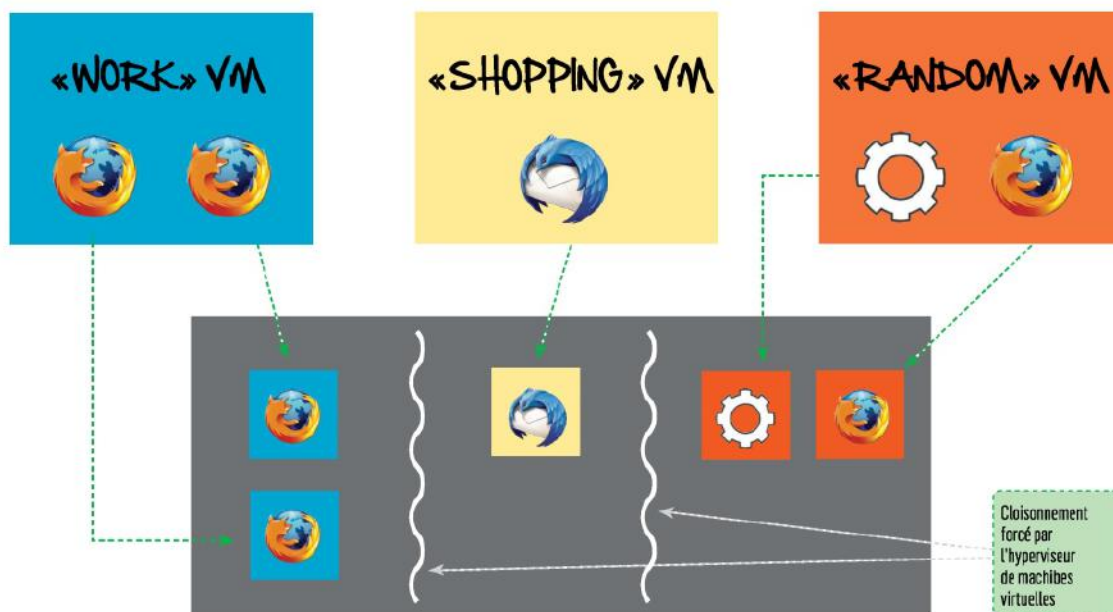 «WORK» VM
«SHOPPING» VM
«RANDOM» VM
Cloisonnement
forcé par
l'hyperviseur
de machibes
virtuelles